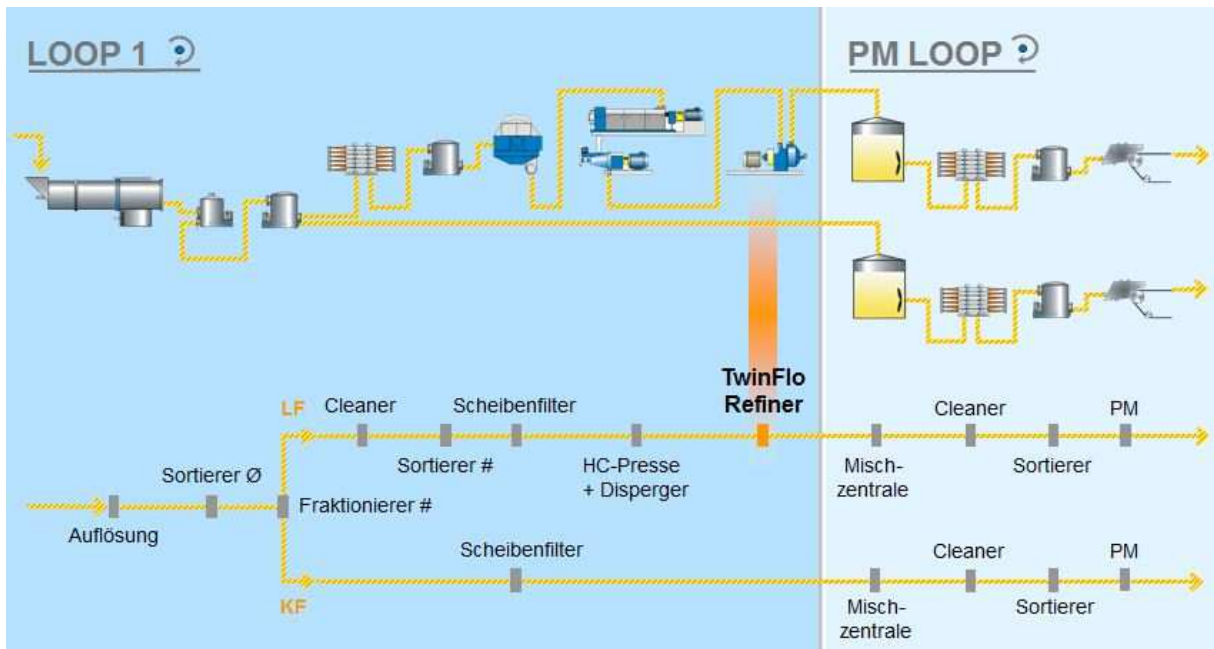 LOOP 1
PM LOOP
TwinFlo
Refiner
LF
Cleaner
Scheibenfilter
Cleaner
PM
Sortierer #
HC-Presse
+ Disperger
Misch-
zentrale
Sortierer
Sortierer Ø
Fraktionierer #
Auflösung
Scheibenfilter
Cleaner
PM
KF
Misch-
zentrale
Sortierer